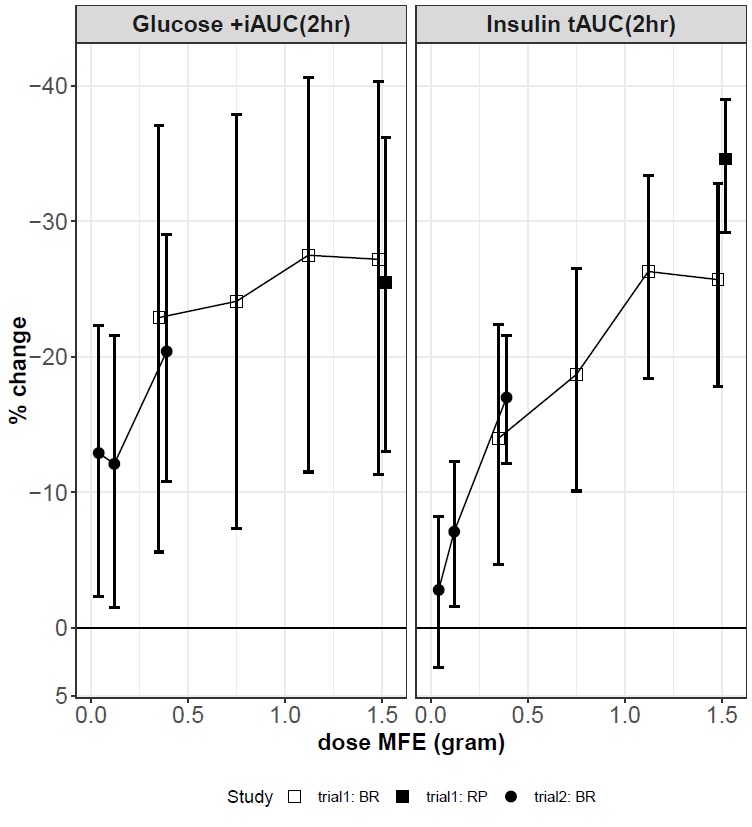 Glucose +iAUC(2hr) Insulin tAUC(2hr)
−40
−30
−20
−10
0
5
% change
0.0 0.5 1.0 1.5 0.0 0.5 1.0 1.5
dose MFE (gram)
Study trial1: BR trial1: RP trial2: BR